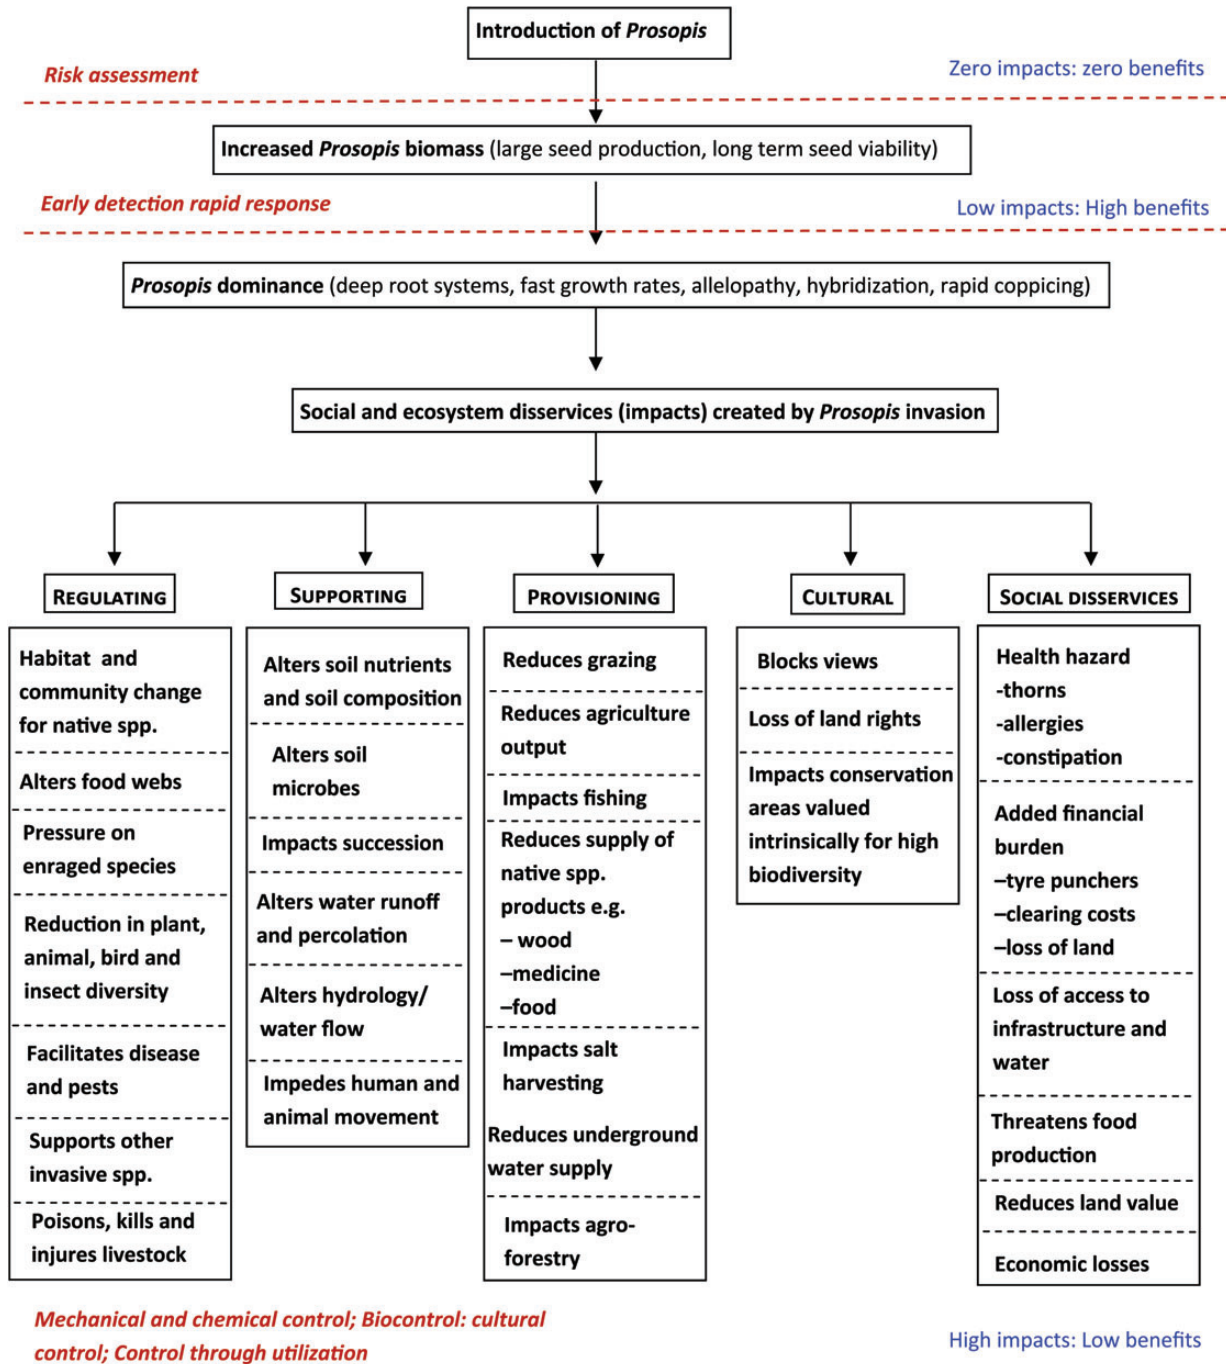 Introduction of Prosopis
Risk assessment
Zero impacts: zero benefits
Increased Prosopis biomass (large seed production, long term seed viability)
Early detection rapid response
Low impacts: High benefits
Prosopis dominance (deep root systems, fast growth rates, allelopathy, hybridization, rapid coppicing)
Social and ecosystem disservices (impacts) created by Prosopis invasion
REGULATING
Habitat and
community change
for native spp.
Alters food webs
Pressure on
enraged species
Reduction in plant,
animal, bird and
insect diversity
Facilitates disease
and pests
Supports other
invasive spp.
Poisons, kills and
injures livestock
SUPPORTING
Alters soil nutrients
and soil composition
Alters soil
microbes
Impacts succession
Alters water runoff
and percolation
Alters hydrology/
water flow
Impedes human and
animal movement
PROVISIONING
Reduces grazing
Reduces agriculture
output
Impacts fishing
Reduces supply of
native spp.
products e.g.
– wood
–medicine
–food
Impacts salt
harvesting
Reduces underground
water supply
Impacts agro-
forestry
CULTURAL
Blocks views
Loss of land rights
Impacts conservation
areas valued
intrinsically for high
biodiversity
SOCIAL DISSERVICES
Health hazard
-thorns
-allergies
-constipation
Added financial
burden
–tyre punchers
–clearing costs
–loss of land
Loss of access to
infrastructure and
water
Threatens food
production
Reduces land value
Economic losses
Mechanical and chemical control; Biocontrol: cultural
control; Control through utilization
High impacts: Low benefits